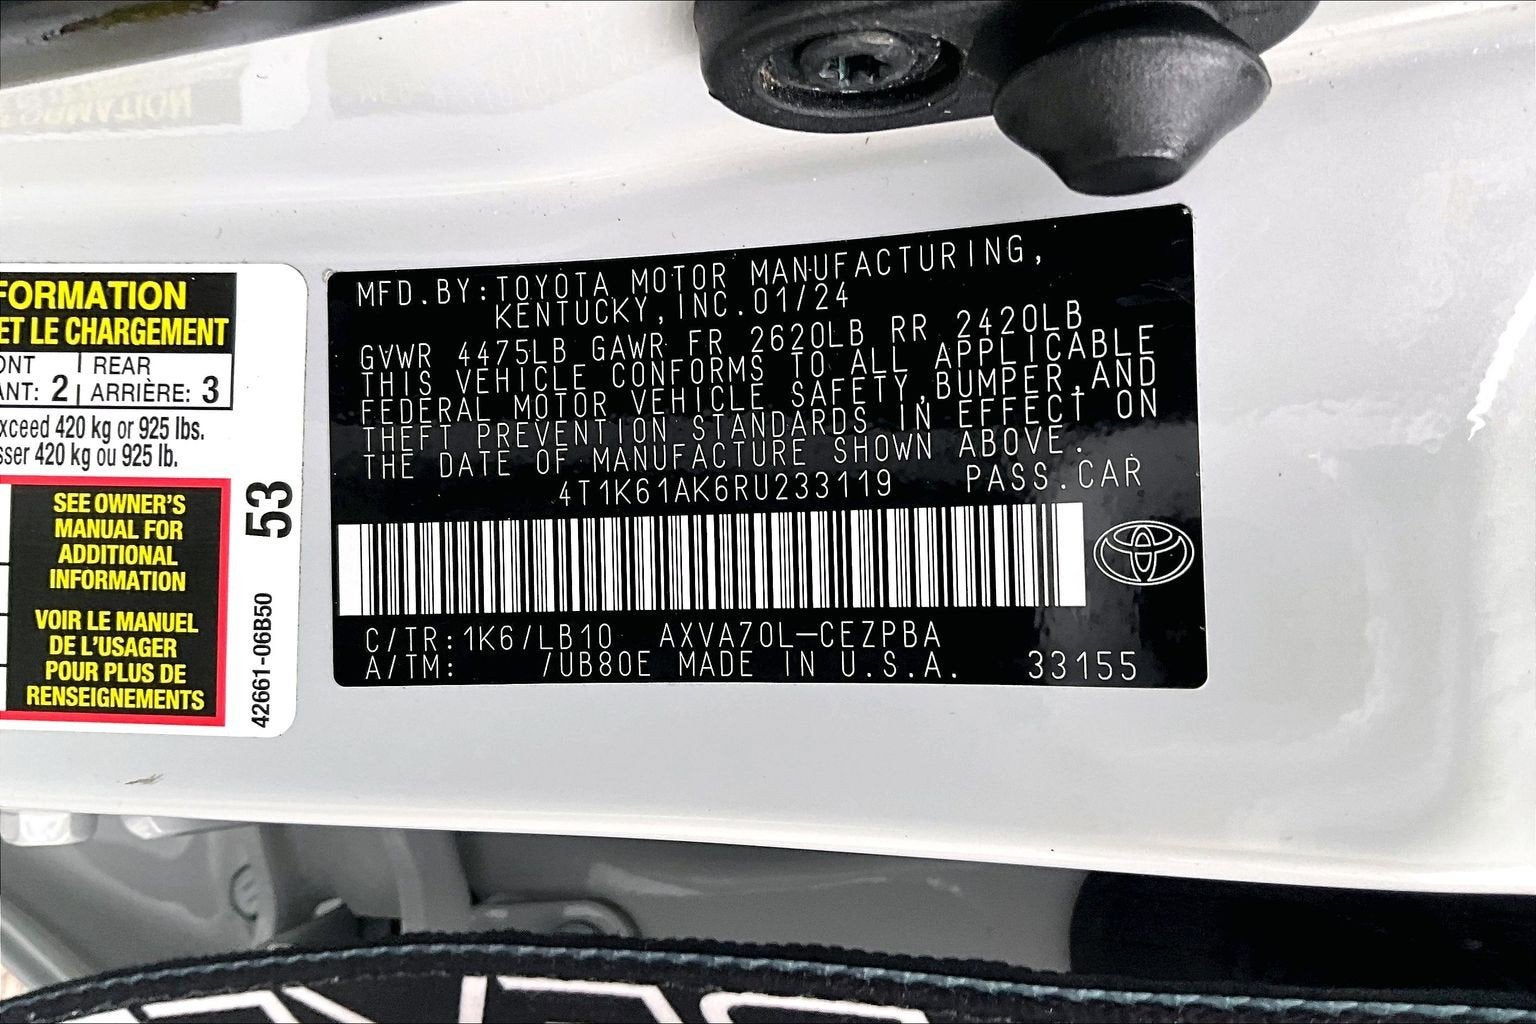 FORMATION
ET LE CHARGEMENT
REAR
2 | ARRIÈRE: 3
420 kg or 925 lbs.
420 kg ou 925 lb.
SEE OWNER'S
MANUAL FOR
ADDITIONAL
INFORMATION
VOIR LE MANUEL
DE L'USAGER
POUR PLUS DE
RENSEIGNEMENTS
53
42661-06B50
MFD.BY:TOYOTA MOTOR MANUFACTURING,
KENTUCKY,INC.01/24
GVWR 4475LB GAWR FR 2620LB RR 2420LB
THIS VEHICLE CONFORMS TO ALL APPLICABLE
FEDERAL MOTOR VEHICLE SAFETY,BUMPER,AND
THEFT PREVENTION STANDARDS IN EFFECT ON
THE DATE OF MANUFACTURE SHOWN ABOVE.
4T1K61AK6RU233119 PASS.CAR
C/TR:1K6/LB10 AXVA70L-CEZPBA
A/TM: /UB80E MADE IN U.S.A. 33155